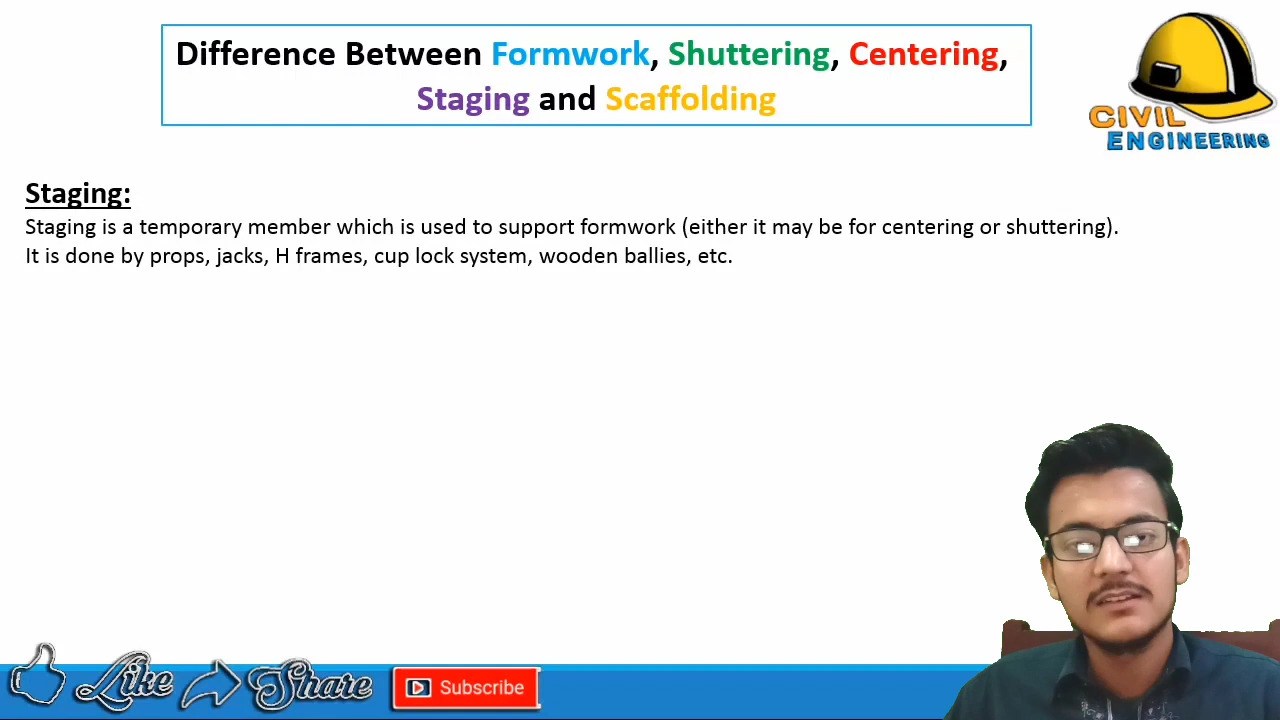 Difference Between Formwork, Shuttering, Centering,
Staging and Scaffolding
CIVIL
ENGINEERING
Staging:
Staging is a temporary member which is used to support formwork (either it may be for centering or shuttering).
It is done by props, jacks, H frames, cup lock system, wooden ballies, etc.
Like Share Subscribe